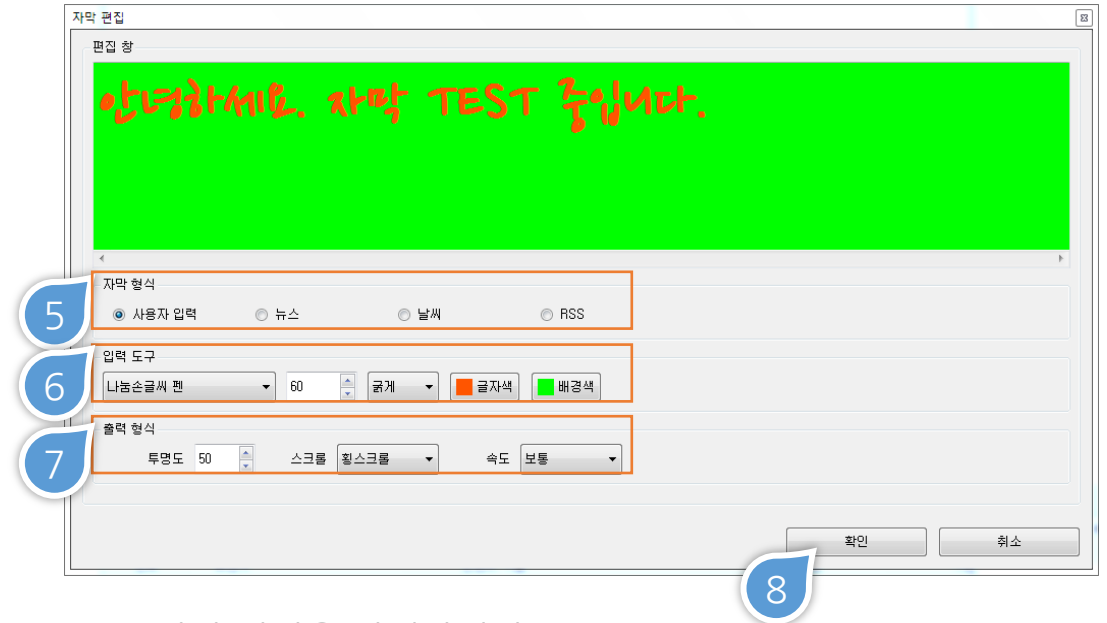 자막 편집
편집 창
안녕하세요. 자막 TEST 중입니다.
자막 형식
5
사용자 입력 뉴스 날씨 RSS
입력 도구
6
나눔손글씨 펜 60 굵게 글자색 배경색
출력 형식
7
투명도 50 스크롤 횡스크롤 속도 보통
확인 취소
8